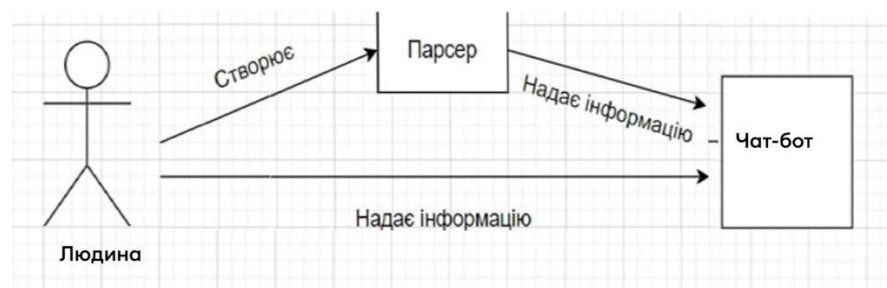 Створює
Парсер
Надає інформацію
Чат-бот
Надає інформацію
Людина